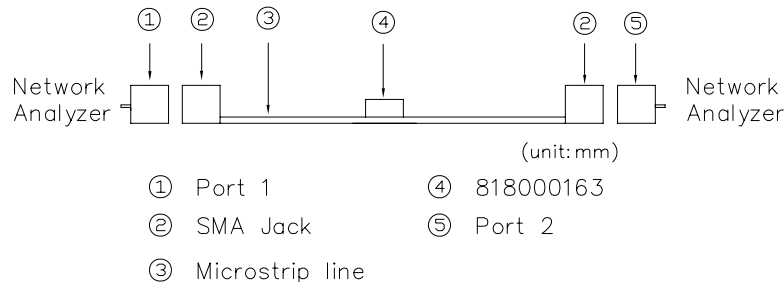 ① ② ③ ④ ② ⑤
Network Analyzer
Network Analyzer
(unit:mm)
① Port 1
② SMA Jack
③ Microstrip line
④ 818000163
⑤ Port 2